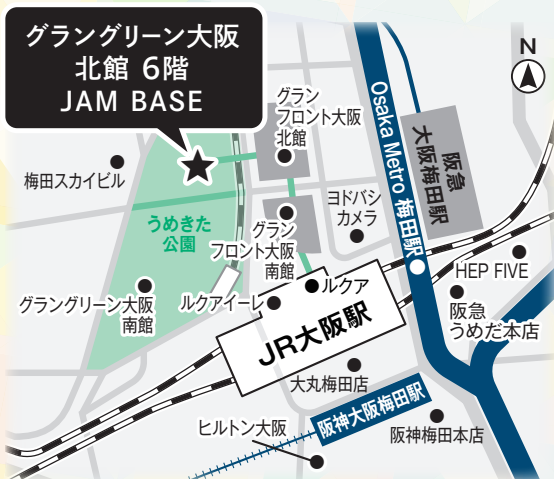 グラングリーン大阪
北館 6階
JAM BASE
N
グラン
フロント大阪
北館
Osaka Metro 梅田駅
阪急
大阪梅田駅
梅田スカイビル
ヨドバシ
カメラ
うめきた
公園
グラン
フロント大阪
南館
HEP FIVE
グラングリーン大阪
南館
ルクアイーレ
ルクア
阪急
うめだ本店
JR大阪駅
大丸梅田店
阪神大阪梅田駅
ヒルトン大阪
阪神梅田本店